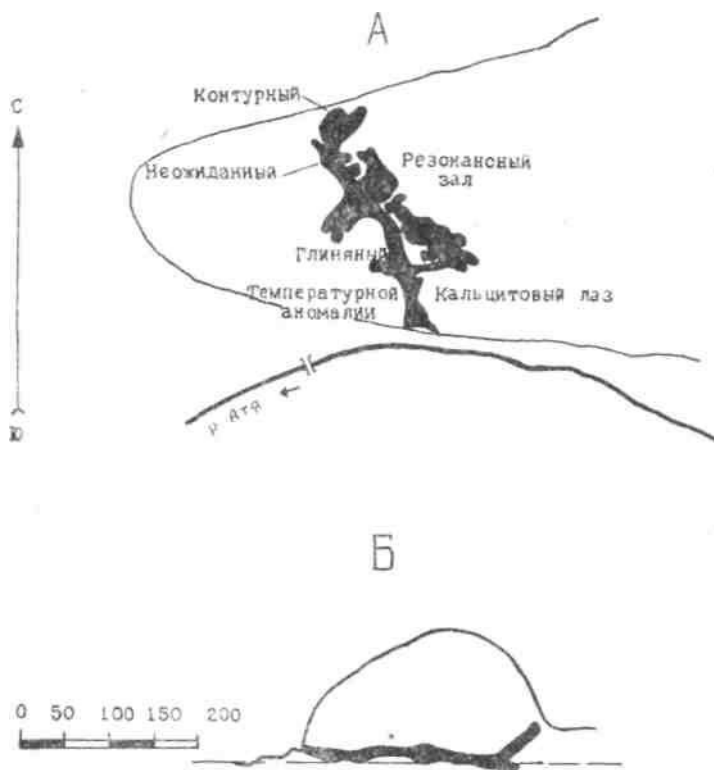 А
Контурный
С
Неожиданный
Резонансный
зал
Глиняный
Температурной
аномалии
Кальцитовый лаз
Ю
р. Атя
Б
0 50 100 150 200